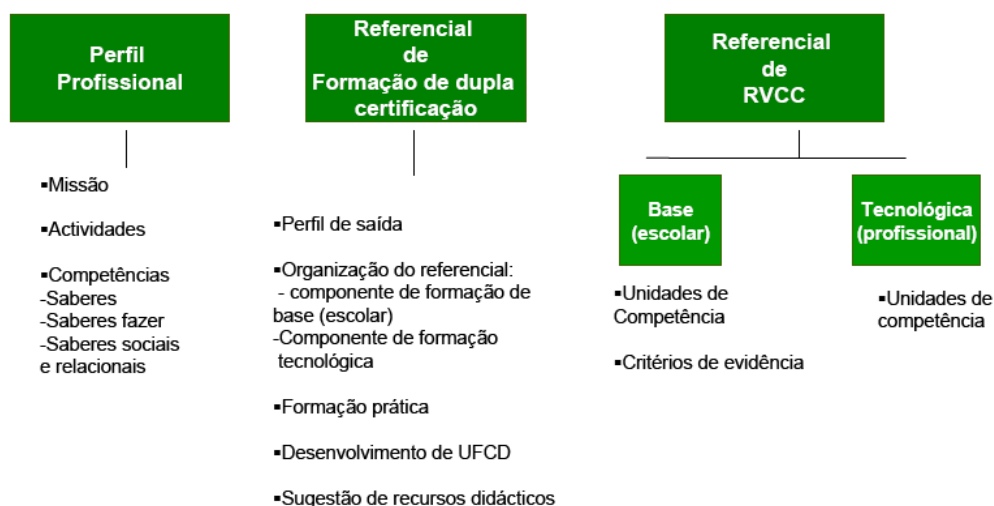 Perfil
Profissional
▪Missão
▪Actividades
▪Competências
-Saberes
-Saberes fazer
-Saberes sociais
e relacionais
Referencial
de
Formação de dupla
certificação
▪Perfil de saída
▪Organização do referencial:
- componente de formação de
base (escolar)
-Componente de formação
tecnológica
▪Formação prática
▪Desenvolvimento de UFCD
▪Sugestão de recursos didácticos
Referencial
de
RVCC
Base
(escolar)
▪Unidades de
Competência
▪Critérios de evidência
Tecnológica
(profissional)
▪Unidades de
competência